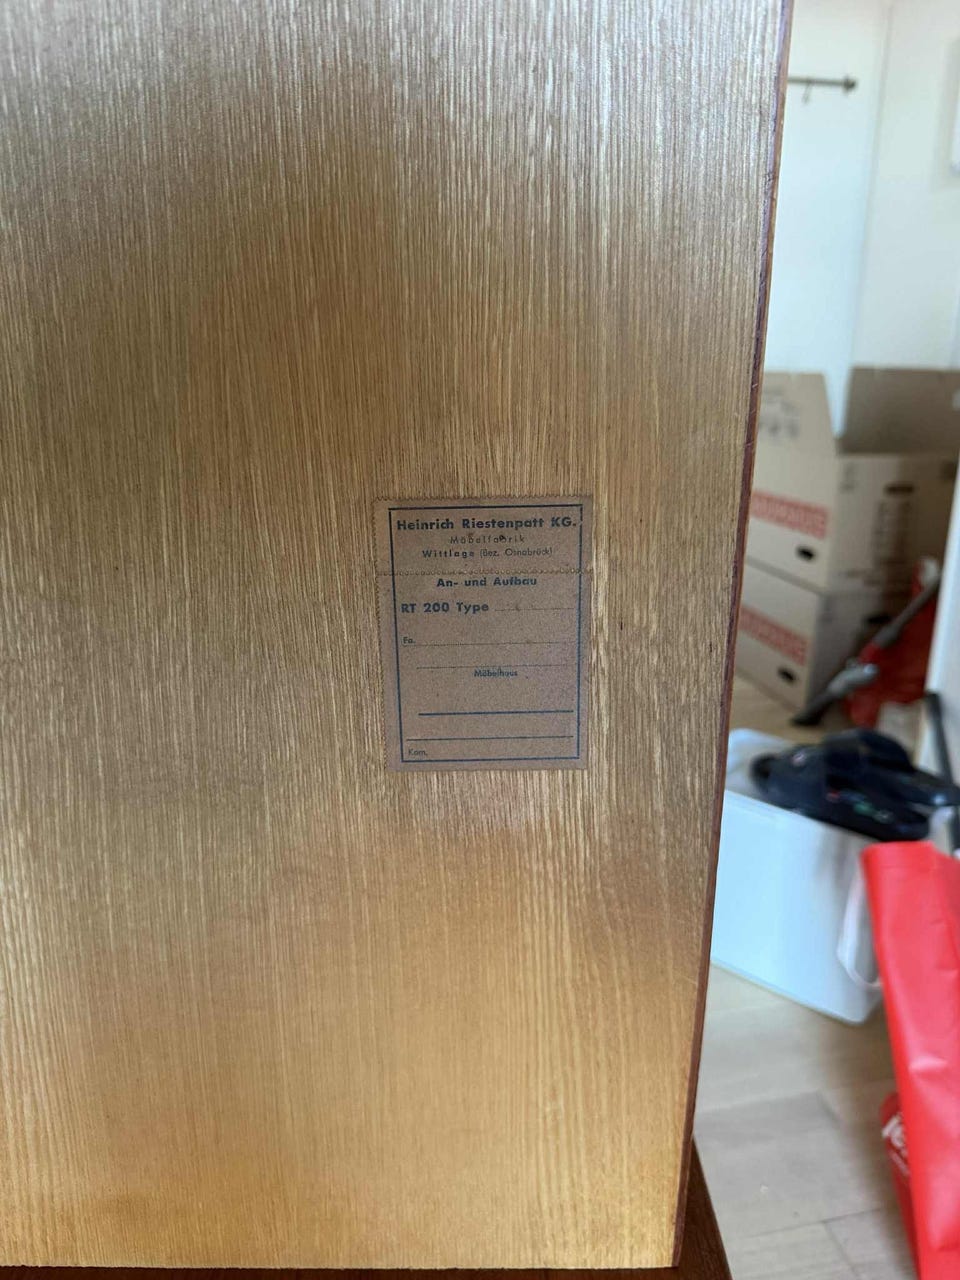 Heinrich Riestenpatt KG.
Möbelfabrik
Wittlage (Bez. Osnabrück)
An- und Aufbau
RT 200 Type
Fa.
Möbelhaus
Kom.